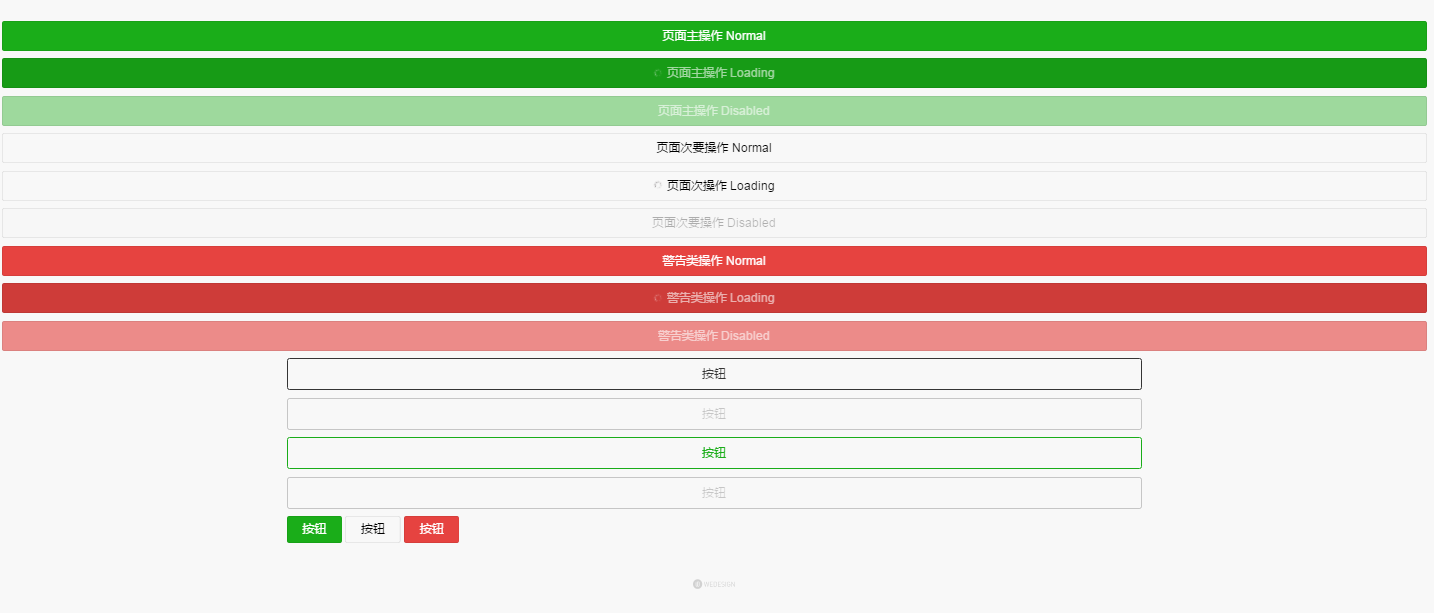 页面主操作 Normal
页面主操作 Loading
页面主操作 Disabled
页面次要操作 Normal
页面次操作 Loading
页面次要操作 Disabled
警告类操作 Normal
警告类操作 Loading
警告类操作 Disabled
按钮
按钮
按钮
按钮
按钮 按钮 按钮
WEDESIGN